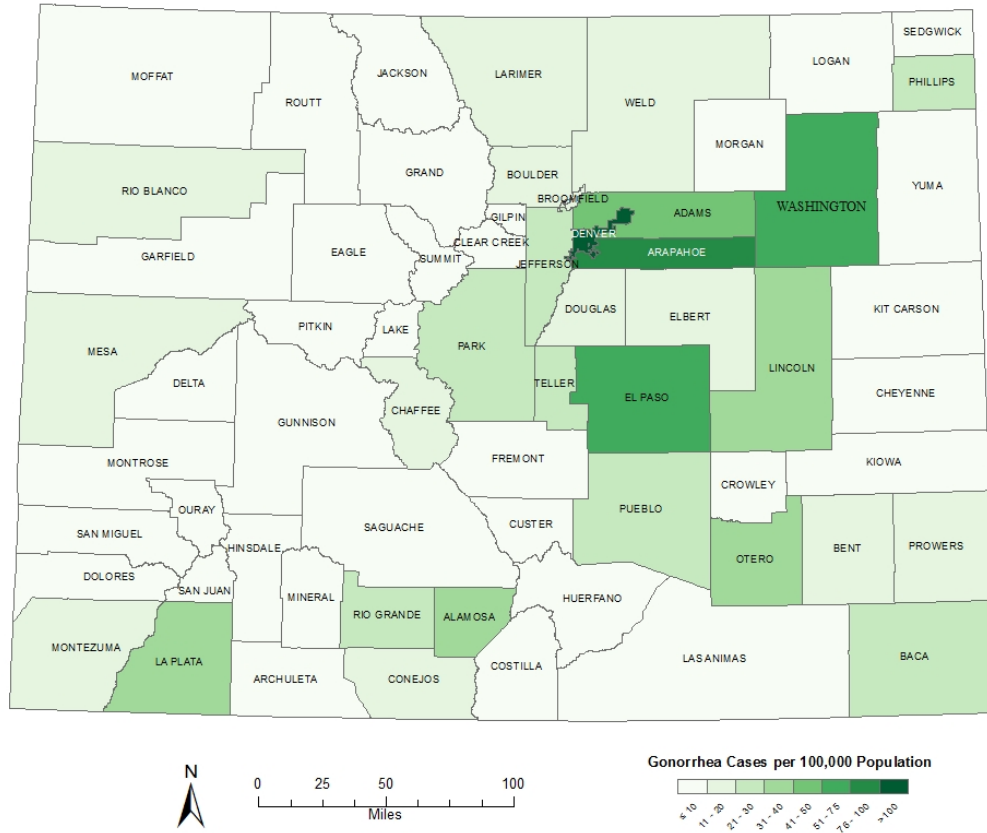 SEDGWICK
LOGAN
JACKSON
LARIMER
MOFFAT
PHILLIPS
ROUTT
WELD
MORGAN
GRAND
BOULDER
YUMA
RIO BLANCO
BROOMFIELD
WASHINGTON
GILPIN
ADAMS
DENVER
CLEAR CREEK
EAGLE
ARAPAHOE
GARFIELD
SUMMIT
JEFFERSON
KIT CARSON
DOUGLAS
ELBERT
PITKIN
LAKE
PARK
MESA
LINCOLN
DELTA
TELLER
CHEYENNE
EL PASO
CHAFFEE
GUNNISON
FREMONT
MONTROSE
KIOWA
CROWLEY
OURAY
PUEBLO
SAGUACHE
CUSTER
SAN MIGUEL
HINSDALE
BENT
PROWERS
OTERO
DOLORES
SAN JUAN
MINERAL
HUERFANO
RIO GRANDE
ALAMOSA
MONTEZUMA
LA PLATA
COSTILLA
LAS ANIMAS
BACA
ARCHULETA
CONEJOS
N
0 25 50 100
Miles
Gonorrhea Cases per 100,000 Population
≤ 10
11 - 20
21 - 30
31 - 40
41 - 50
51 - 75
76 - 100
>100